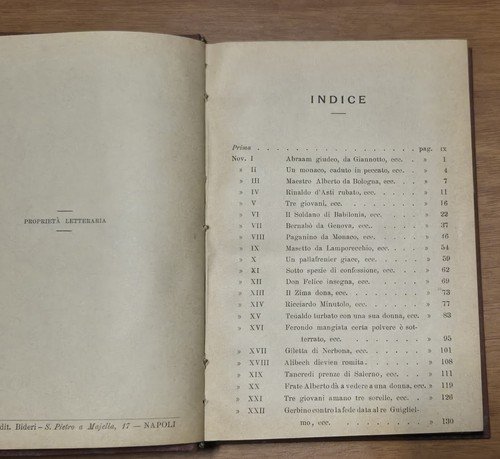 PROPRIETÀ LETTERARIA
dit. Bideri - S. Pietro a Majella, 17 — NAPOLI
INDICE
Prima . . . . . . . . . . . . . . pag. IX
Nov. I Abraam giudeo, da Giannotto, ecc. . » 1
» II Un monaco, caduto in peccato, ecc. . » 4
» III Maestro Alberto da Bologna, ecc. . . » 7
» IV Rinaldo d'Asti rubato, ecc. . . . » 11
» V Tre giovani, ecc. . . . . . . » 16
» VI Il Soldano di Babilonia, ecc. . . . » 22
» VII Bernabò da Genova, ecc. . . . . » 37
» VIII Paganino da Monaco, ecc. . . . . » 46
» IX Masetto da Lamporecchio, ecc. . . . » 54
» X Un pallafrenier giace, ecc. . . . . » 59
» XI Sotto spezie di confessione, ecc. . . » 62
» XII Don Felice insegna, ecc. . . . . » 69
» XIII Il Zima dona, ecc. . . . . . . » 73
» XIV Ricciardo Minutolo, ecc. . . . . » 77
» XV Tedaldo turbato con una sua donna, ecc. » 83
» XVI Ferondo mangiata certa polvere è sot-
terrato, ecc. . . . . . . » 95
» XVII Giletta di Nerbona, ecc. . . . . » 101
» XVIII Alibech divien romita. . . . . . » 108
» XIX Tancredi prenze di Salerno, ecc. . . » 111
» XX Frate Alberto dà a vedere a una donna, ecc. » 119
» XXI Tre giovani amano tre sorelle, ecc. . » 126
» XXII Gerbino contro la fede data al re Guigliel-
mo, ecc. . . . . . . . » 130